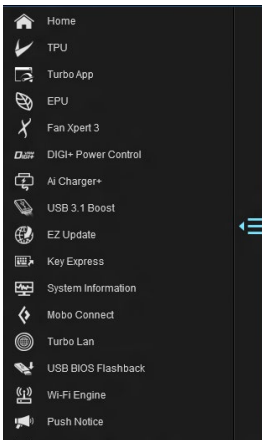 Home
TPU
Turbo App
EPU
Fan Xpert 3
DIGI+ Power Control
Ai Charger+
USB 3.1 Boost
EZ Update
Key Express
System Information
Mobo Connect
Turbo Lan
USB BIOS Flashback
Wi-Fi Engine
Push Notice